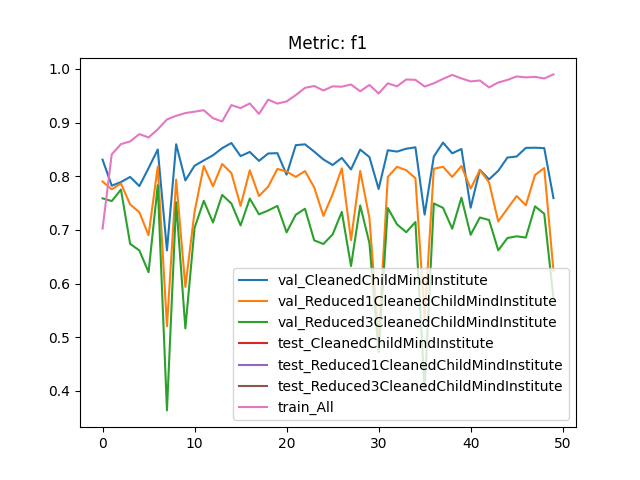 Metric: f1
1.0
0.9
0.8
0.7
0.6
0.5
0.4
0
10
20
30
40
50
val_CleanedChildMindInstitute
val_Reduced1CleanedChildMindInstitute
val_Reduced3CleanedChildMindInstitute
test_CleanedChildMindInstitute
test_Reduced1CleanedChildMindInstitute
test_Reduced3CleanedChildMindInstitute
train_All